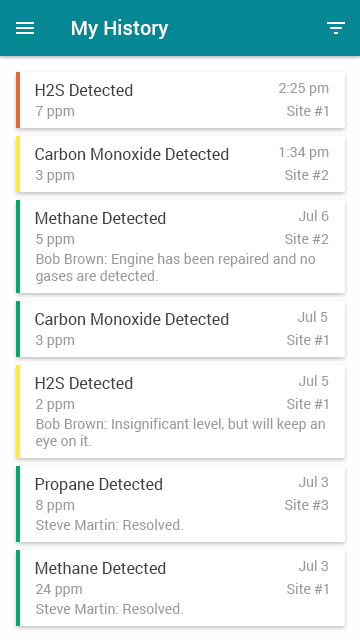 My History
H2S Detected 2:25 pm
7 ppm Site #1
Carbon Monoxide Detected 1:34 pm
3 ppm Site #2
Methane Detected Jul 6
5 ppm Site #2
Bob Brown: Engine has been repaired and no
gases are detected.
Carbon Monoxide Detected Jul 5
3 ppm Site #1
H2S Detected Jul 5
2 ppm Site #1
Bob Brown: Insignificant level, but will keep an
eye on it.
Propane Detected Jul 3
8 ppm Site #3
Steve Martin: Resolved.
Methane Detected Jul 3
24 ppm Site #1
Steve Martin: Resolved.